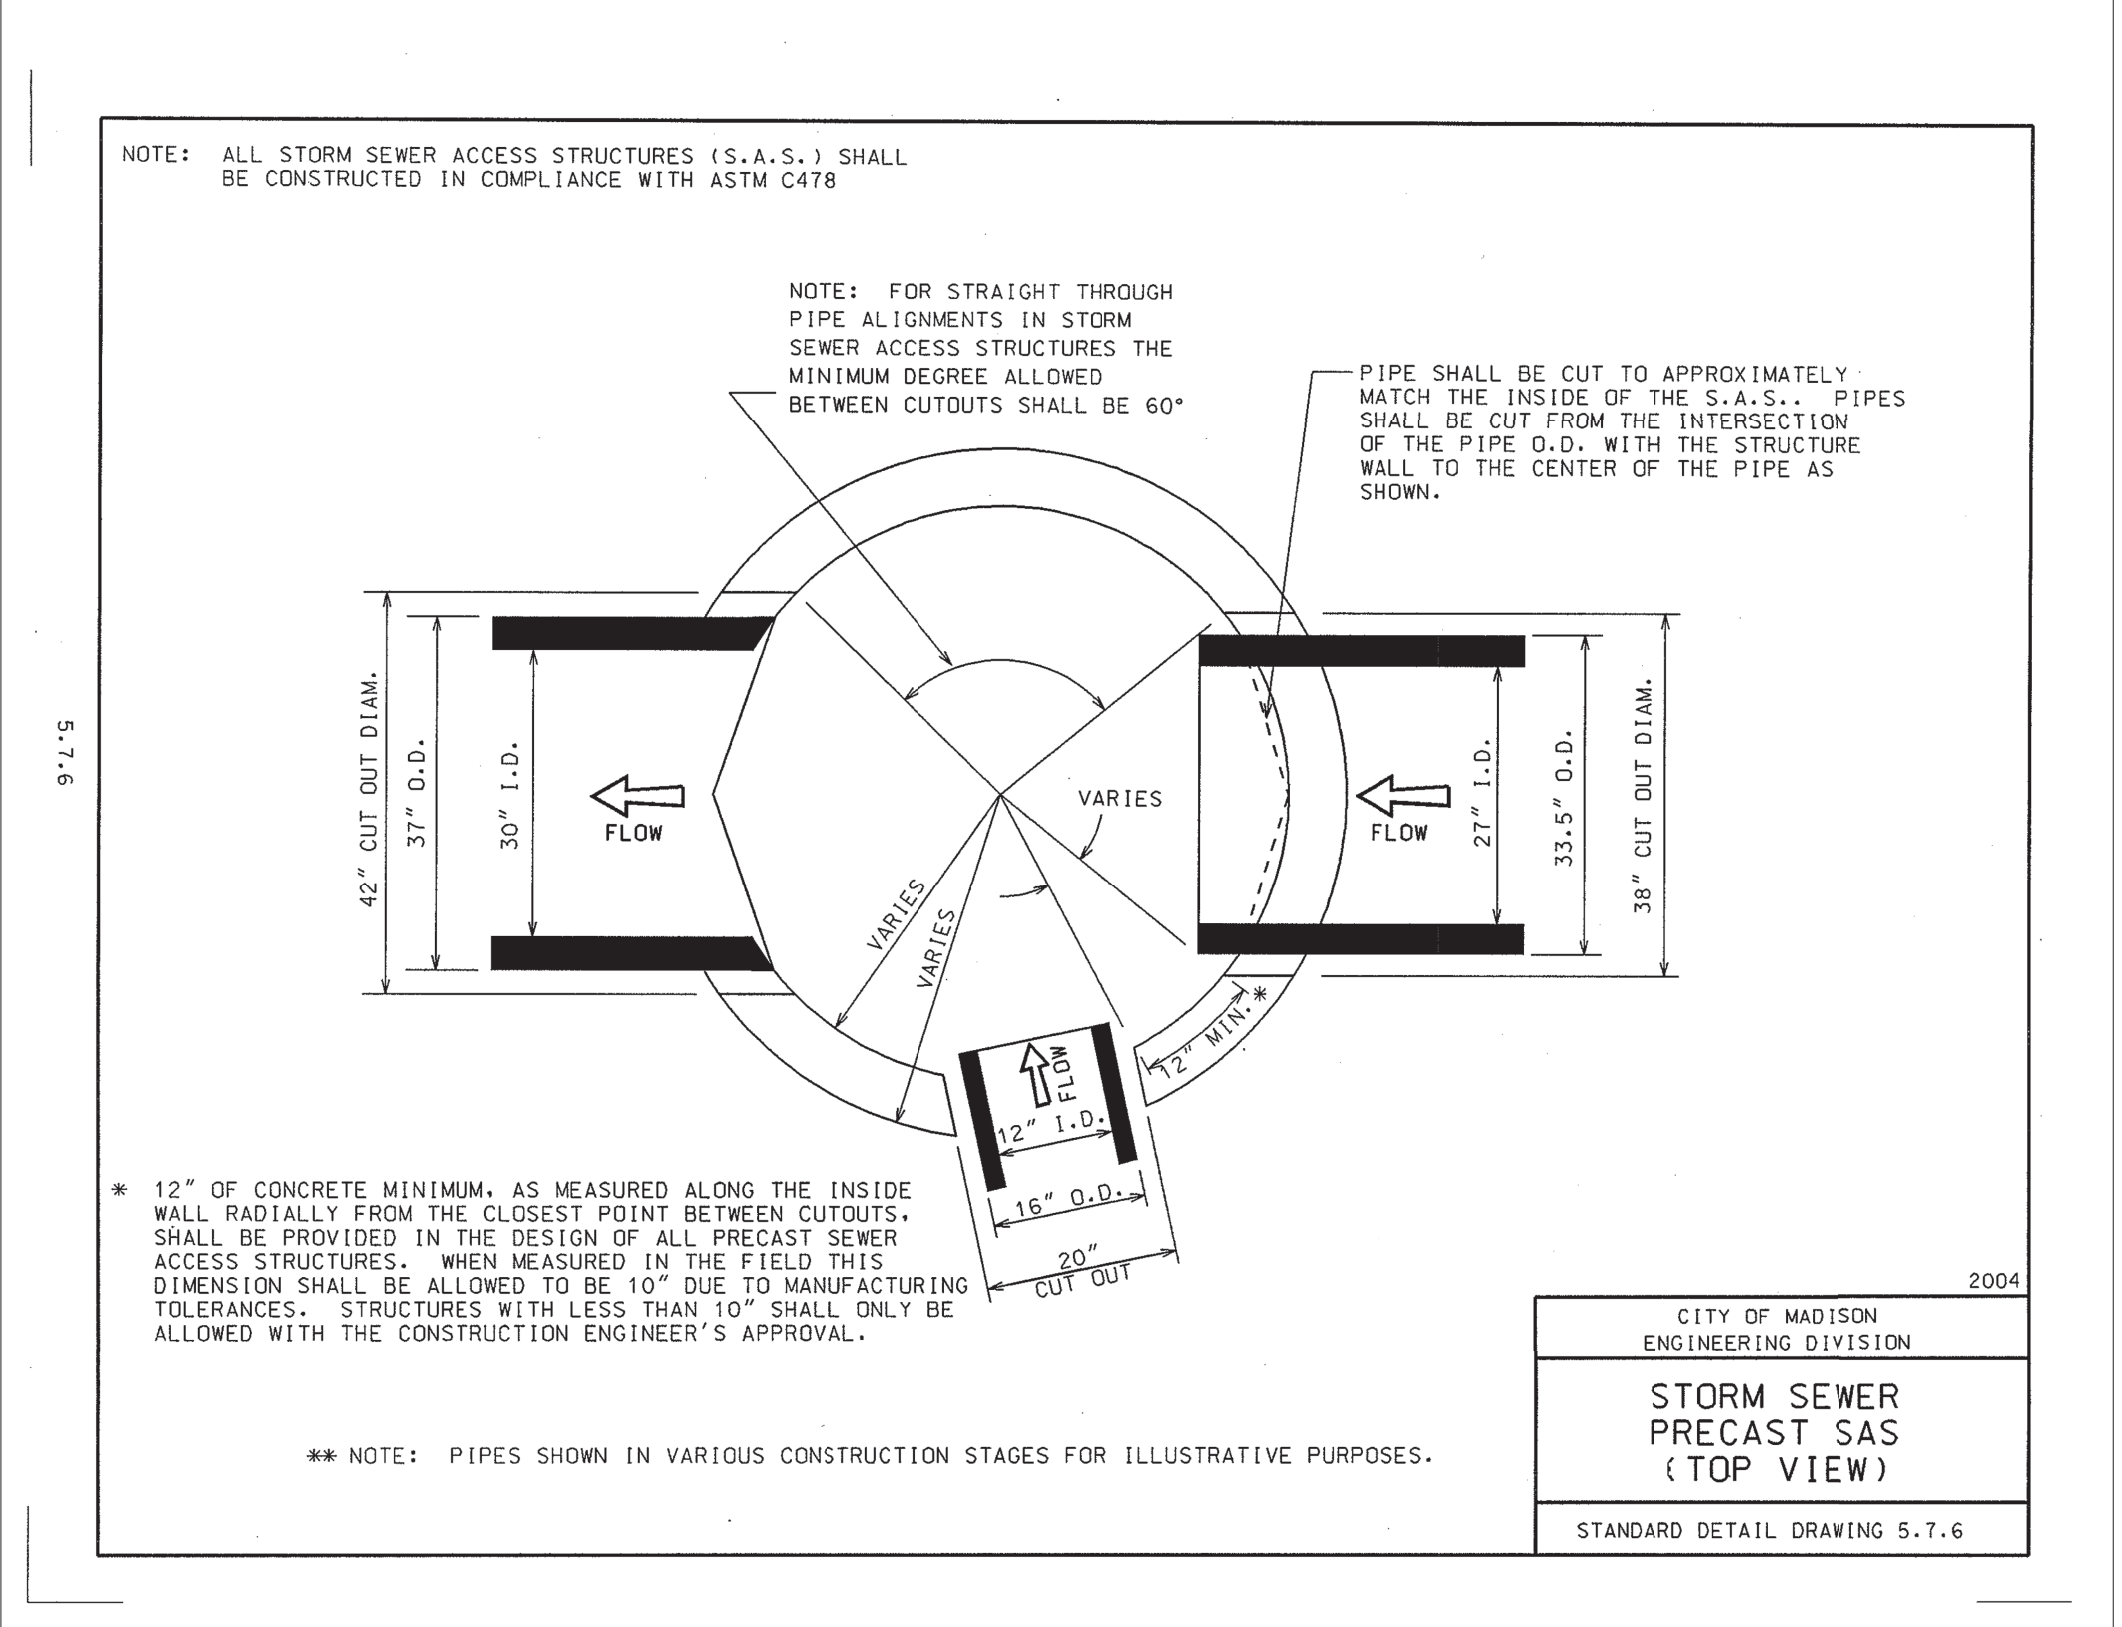 NOTE: ALL STORM SEWER ACCESS STRUCTURES (S.A.S.) SHALL
BE CONSTRUCTED IN COMPLIANCE WITH ASTM C478
NOTE: FOR STRAIGHT THROUGH
PIPE ALIGNMENTS IN STORM
SEWER ACCESS STRUCTURES THE
MINIMUM DEGREE ALLOWED
BETWEEN CUTOUTS SHALL BE 60°
PIPE SHALL BE CUT TO APPROXIMATELY
MATCH THE INSIDE OF THE S.A.S.. PIPES
SHALL BE CUT FROM THE INTERSECTION
OF THE PIPE O.D. WITH THE STRUCTURE
WALL TO THE CENTER OF THE PIPE AS
SHOWN.
5.7.6
42" CUT OUT DIAM.
37" O.D.
30" I.D.
FLOW
VARIES
VARIES
VARIES
FLOW
27" I.D.
33.5" O.D.
38" CUT OUT DIAM.
12" MIN.*
FLOW
12" I.D.
16" O.D.
20"
CUT OUT
* 12" OF CONCRETE MINIMUM, AS MEASURED ALONG THE INSIDE
WALL RADIALLY FROM THE CLOSEST POINT BETWEEN CUTOUTS,
SHALL BE PROVIDED IN THE DESIGN OF ALL PRECAST SEWER
ACCESS STRUCTURES. WHEN MEASURED IN THE FIELD THIS
DIMENSION SHALL BE ALLOWED TO BE 10" DUE TO MANUFACTURING
TOLERANCES. STRUCTURES WITH LESS THAN 10" SHALL ONLY BE
ALLOWED WITH THE CONSTRUCTION ENGINEER'S APPROVAL.
** NOTE: PIPES SHOWN IN VARIOUS CONSTRUCTION STAGES FOR ILLUSTRATIVE PURPOSES.
2004
CITY OF MADISON
ENGINEERING DIVISION
STORM SEWER
PRECAST SAS
(TOP VIEW)
STANDARD DETAIL DRAWING 5.7.6